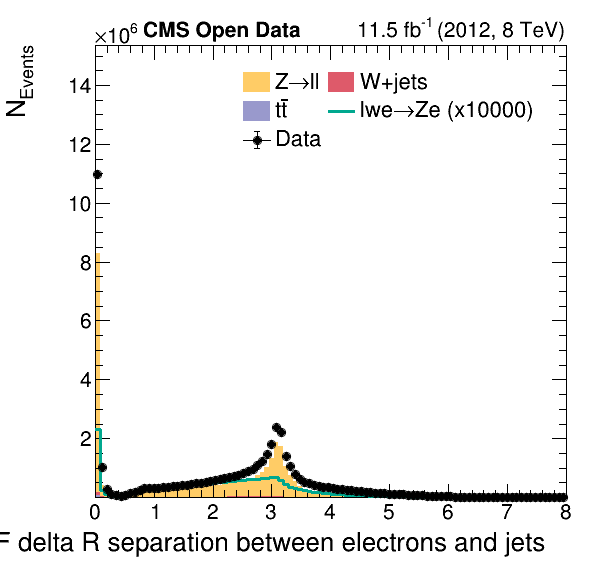 ×10⁶ CMS Open Data 11.5 fb⁻¹ (2012, 8 TeV)
N_Events
Z→ll W+jets
tt̄ lwe→Ze (x10000)
Data
14
12
10
8
6
4
2
0 1 2 3 4 5 6 7 8
F delta R separation between electrons and jets